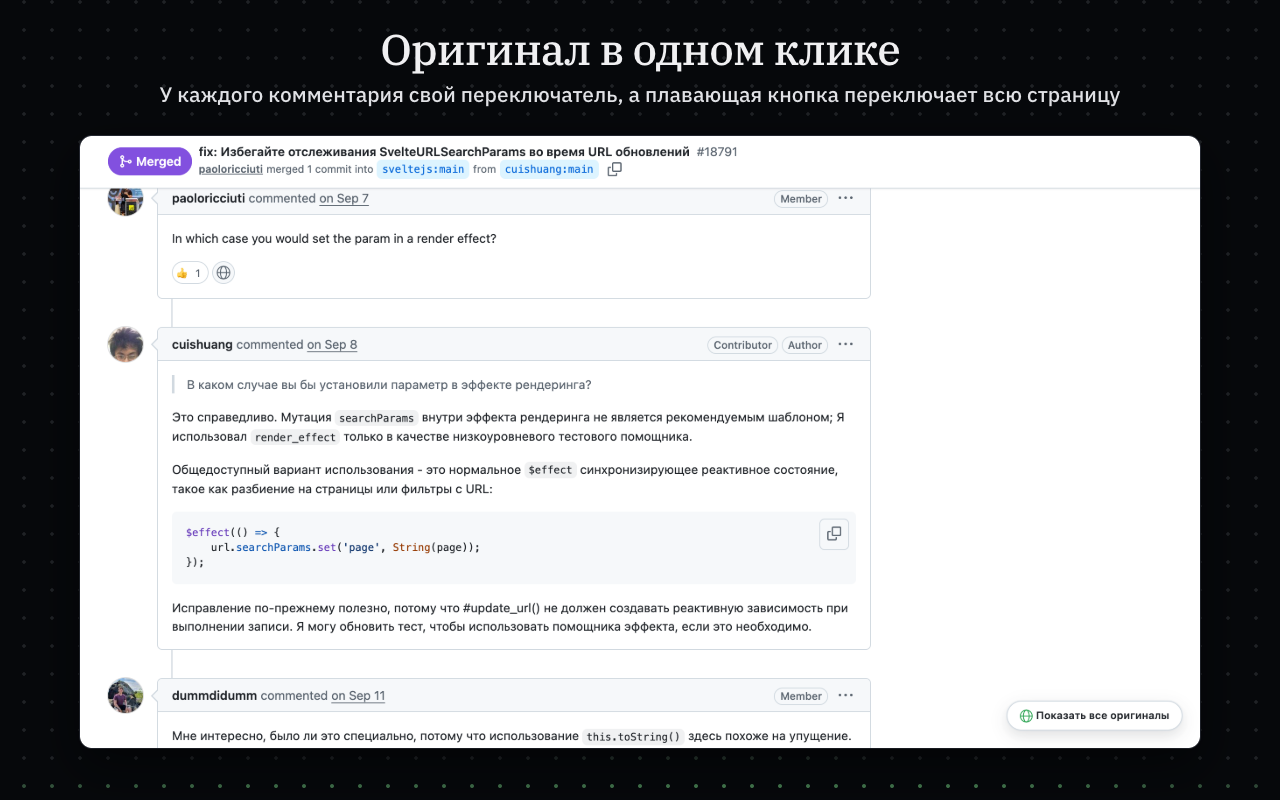 Оригинал в одном клике
У каждого комментария свой переключатель, а плавающая кнопка переключает всю страницу
Merged
fix: Избегайте отслеживания SvelteURLSearchParams во время URL обновлений #18791
paoloricciuti merged 1 commit into sveltejs:main from cuishuang:main
paoloricciuti commented on Sep 7
Member
In which case you would set the param in a render effect?
👍 1
cuishuang commented on Sep 8
Contributor Author
В каком случае вы бы установили параметр в эффекте рендеринга?
Это справедливо. Мутация searchParams внутри эффекта рендеринга не является рекомендуемым шаблоном; Я
использовал render_effect только в качестве низкоуровневого тестового помощника.
Общедоступный вариант использования - это нормальное $effect синхронизирующее реактивное состояние,
такое как разбиение на страницы или фильтры с URL:
$effect(() => {
    url.searchParams.set('page', String(page));
});
Исправление по-прежнему полезно, потому что #update_url() не должен создавать реактивную зависимость при
выполнении записи. Я могу обновить тест, чтобы использовать помощника эффекта, если это необходимо.
dummdidumm commented on Sep 11
Member
Мне интересно, было ли это специально, потому что использование this.toString() здесь похоже на упущение.
Показать все оригиналы